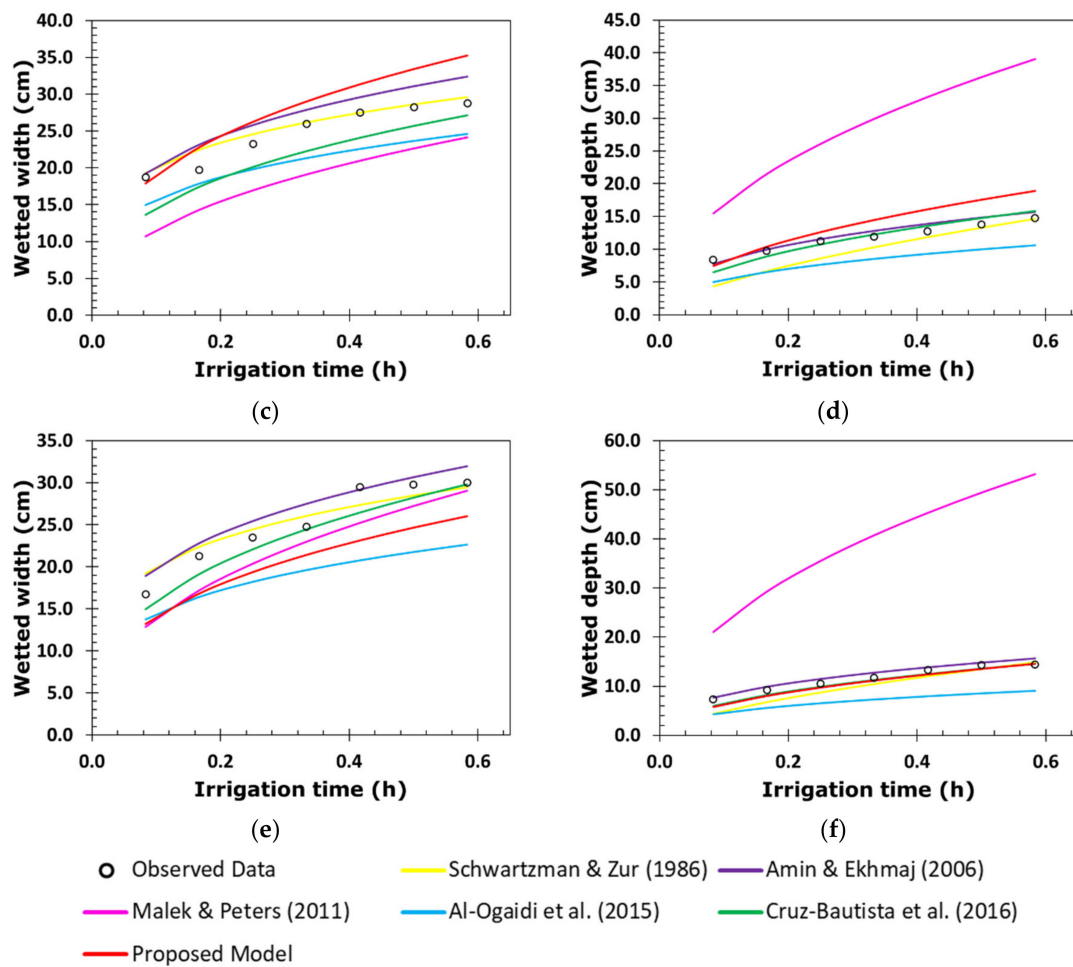 Wetted width (cm)
40.0
35.0
30.0
25.0
20.0
15.0
10.0
5.0
0.0
0.0 0.2 0.4 0.6
Irrigation time (h)
(c)
Wetted depth (cm)
45.0
40.0
35.0
30.0
25.0
20.0
15.0
10.0
5.0
0.0
0.0 0.2 0.4 0.6
Irrigation time (h)
(d)
Wetted width (cm)
35.0
30.0
25.0
20.0
15.0
10.0
5.0
0.0
0.0 0.2 0.4 0.6
Irrigation time (h)
(e)
Wetted depth (cm)
60.0
50.0
40.0
30.0
20.0
10.0
0.0
0.0 0.2 0.4 0.6
Irrigation time (h)
(f)
Observed Data Schwartzman & Zur (1986) Amin & Ekhmaj (2006)
Malek & Peters (2011) Al-Ogaidi et al. (2015) Cruz-Bautista et al. (2016)
Proposed Model